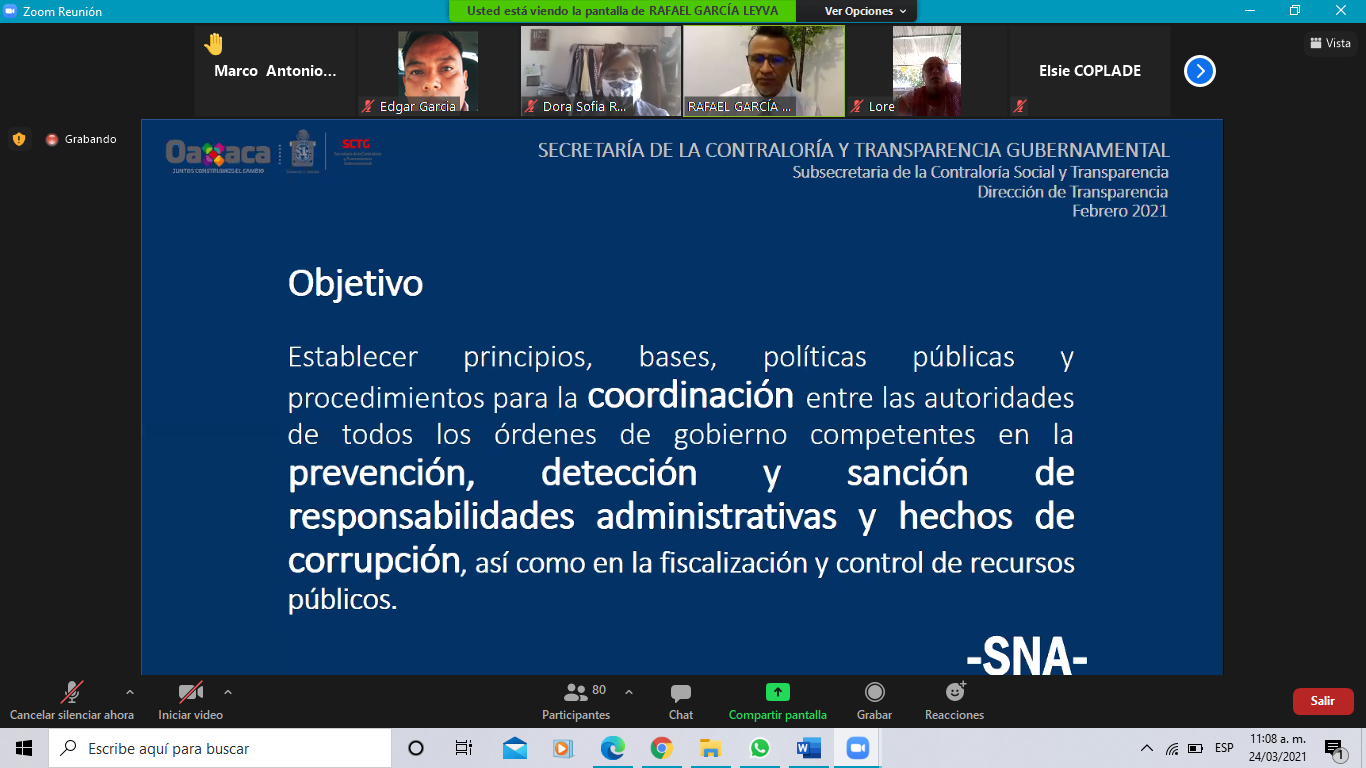 Zoom Reunión
Usted está viendo la pantalla de RAFAEL GARCÍA LEYVA
Ver Opciones
Vista
Marco Antonio...
Edgar Garcia
Dora Sofia R...
RAFAEL GARCÍA ...
Lore
Elsie COPLADE
Grabando
Oaxaca
JUNTOS CONSTRUIMOS EL CAMBIO
SCTG
SECRETARÍA DE LA CONTRALORÍA Y TRANSPARENCIA GUBERNAMENTAL
Subsecretaria de la Contraloría Social y Transparencia
Dirección de Transparencia
Febrero 2021
Objetivo
Establecer principios, bases, políticas públicas y
procedimientos para la coordinación entre las autoridades
de todos los órdenes de gobierno competentes en la
prevención, detección y sanción de
responsabilidades administrativas y hechos de
corrupción, así como en la fiscalización y control de recursos
públicos.
-SNA-
Cancelar silenciar ahora
Iniciar video
80
Participantes
Chat
Compartir pantalla
Grabar
Reacciones
Salir
Escribe aquí para buscar
ESP
11:08 a. m.
24/03/2021
1